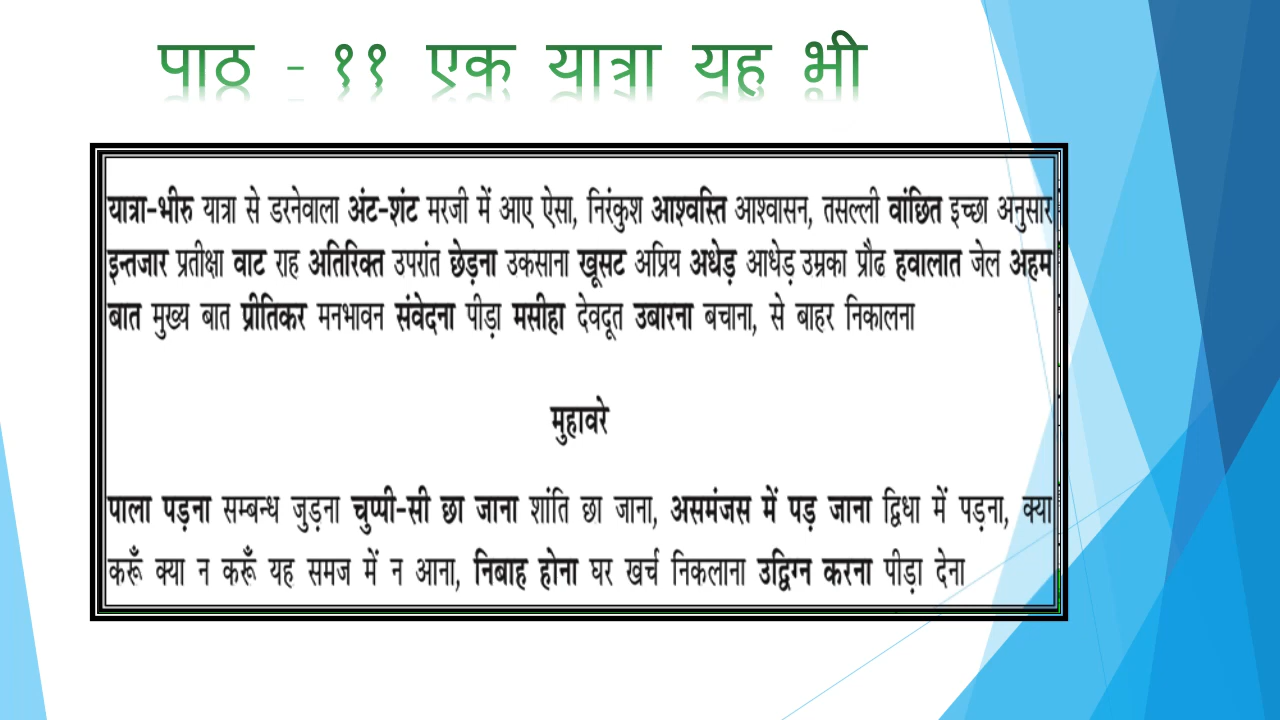 पाठ - ११ एक यात्रा यह भी
यात्रा-भीरु यात्रा से डरनेवाला अंट-शंट मरजी में आए ऐसा, निरंकुश आश्वस्ति आश्वासन, तसल्ली वांछित इच्छा अनुसार
इन्तजार प्रतीक्षा वाट राह अतिरिक्त उपरांत छेड़ना उकसाना खूसट अप्रिय अधेड़ आधेड़ उम्रका प्रौढ हवालात जेल अहम
बात मुख्य बात प्रीतिकर मनभावन संवेदना पीड़ा मसीहा देवदूत उबारना बचाना, से बाहर निकालना
मुहावरे
पाला पड़ना सम्बन्ध जुड़ना चुप्पी-सी छा जाना शांति छा जाना, असमंजस में पड़ जाना द्विधा में पड़ना, क्या
करूँ क्या न करूँ यह समज में न आना, निबाह होना घर खर्च निकलाना उद्विग्न करना पीड़ा देना